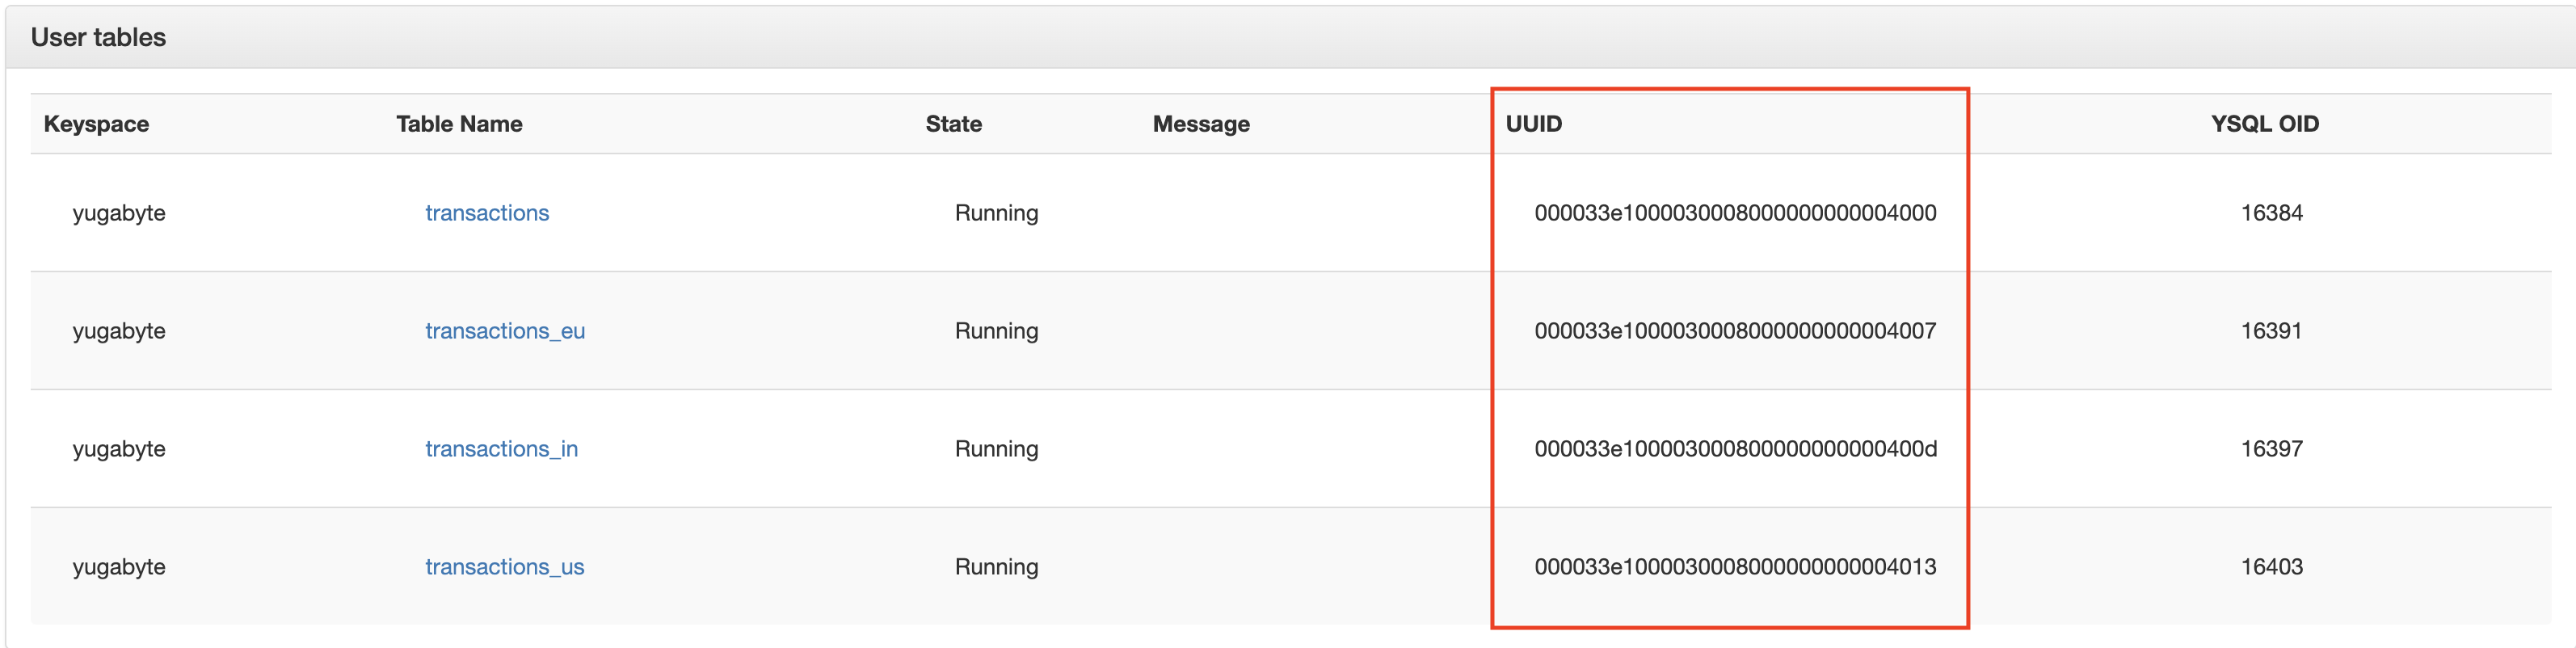 User tables
Keyspace Table Name State Message UUID YSQL OID
yugabyte transactions Running 000033e1000030008000000000004000 16384
yugabyte transactions_eu Running 000033e1000030008000000000004007 16391
yugabyte transactions_in Running 000033e100003000800000000000400d 16397
yugabyte transactions_us Running 000033e1000030008000000000004013 16403